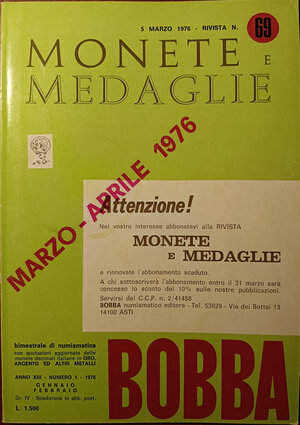 5 MARZO 1976 - RIVISTA N. 69
MONETE E
MEDAGLIE
MARZO - APRILE 1976
Attenzione!
Nel vostro interesse abbonatevi alla RIVISTA
MONETE
E MEDAGLIE
e rinnovate l'abbonamento scaduto.
A chi sottoscriverà l'abbonamento entro il 31 marzo sarà
concesso lo sconto del 10% sulle nostre pubblicazioni.
Servirsi del C.C.P. n. 2/41458
BOBBA numismatico editore - Tel. 53929 - Via dei Bottai 13
14100 ASTI
bimestrale di numismatica
con quotazioni aggiornate delle
monete decimali italiane in ORO,
ARGENTO ED ALTRI METALLI
ANNO XIII - NUMERO 1 - 1976
GENNAIO
FEBBRAIO
Gr. IV - Spedizione in abb. post.
L. 1.500
BOBBA